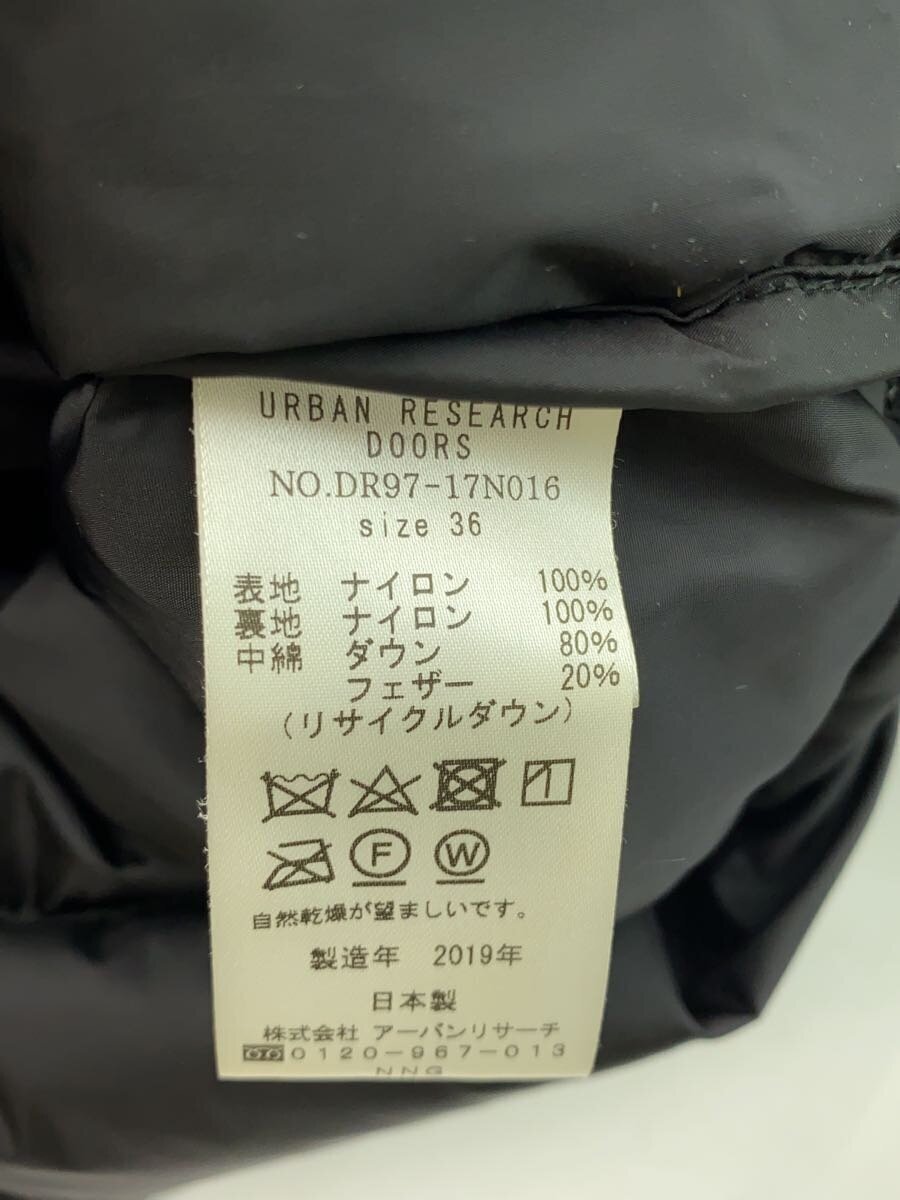 URBAN RESEARCH
DOORS
NO.DR97-17N016
size 36
表地 ナイロン 100%
裏地 ナイロン 100%
中綿 ダウン 80%
フェザー 20%
(リサイクルダウン)
F W
自然乾燥が望ましいです。
製造年 2019年
日本製
株式会社 アーバンリサーチ
0120-967-013
NNG